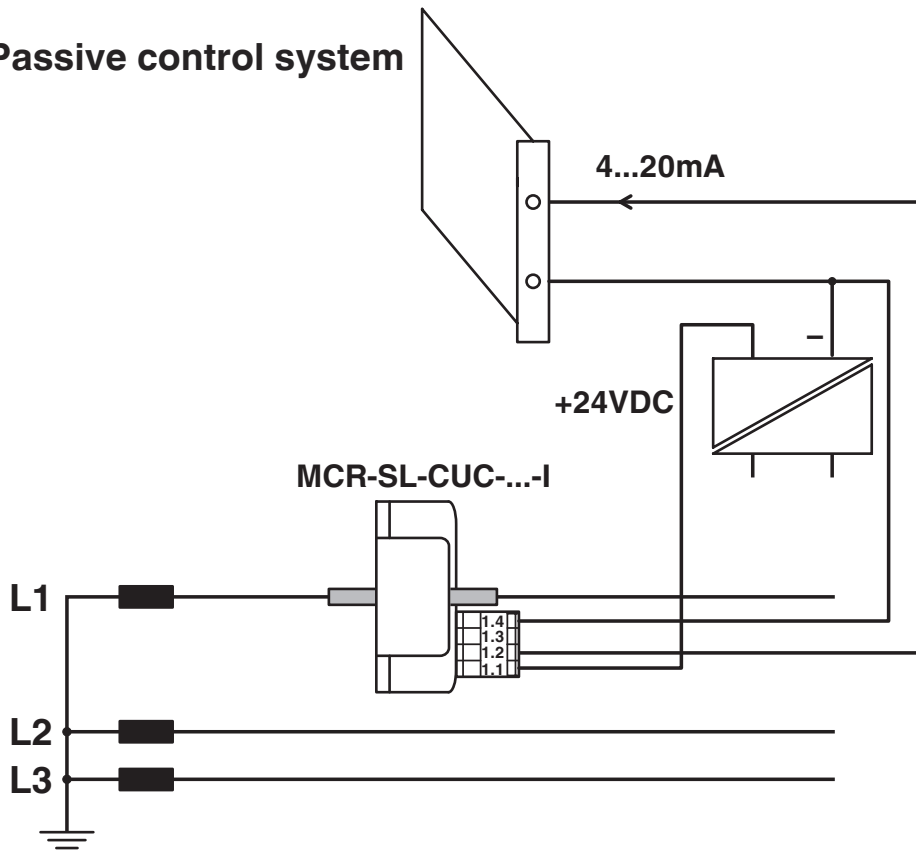 Passive control system
4...20mA
–
+24VDC
MCR-SL-CUC-...-I
L1
1.4
1.3
1.2
1.1
L2
L3